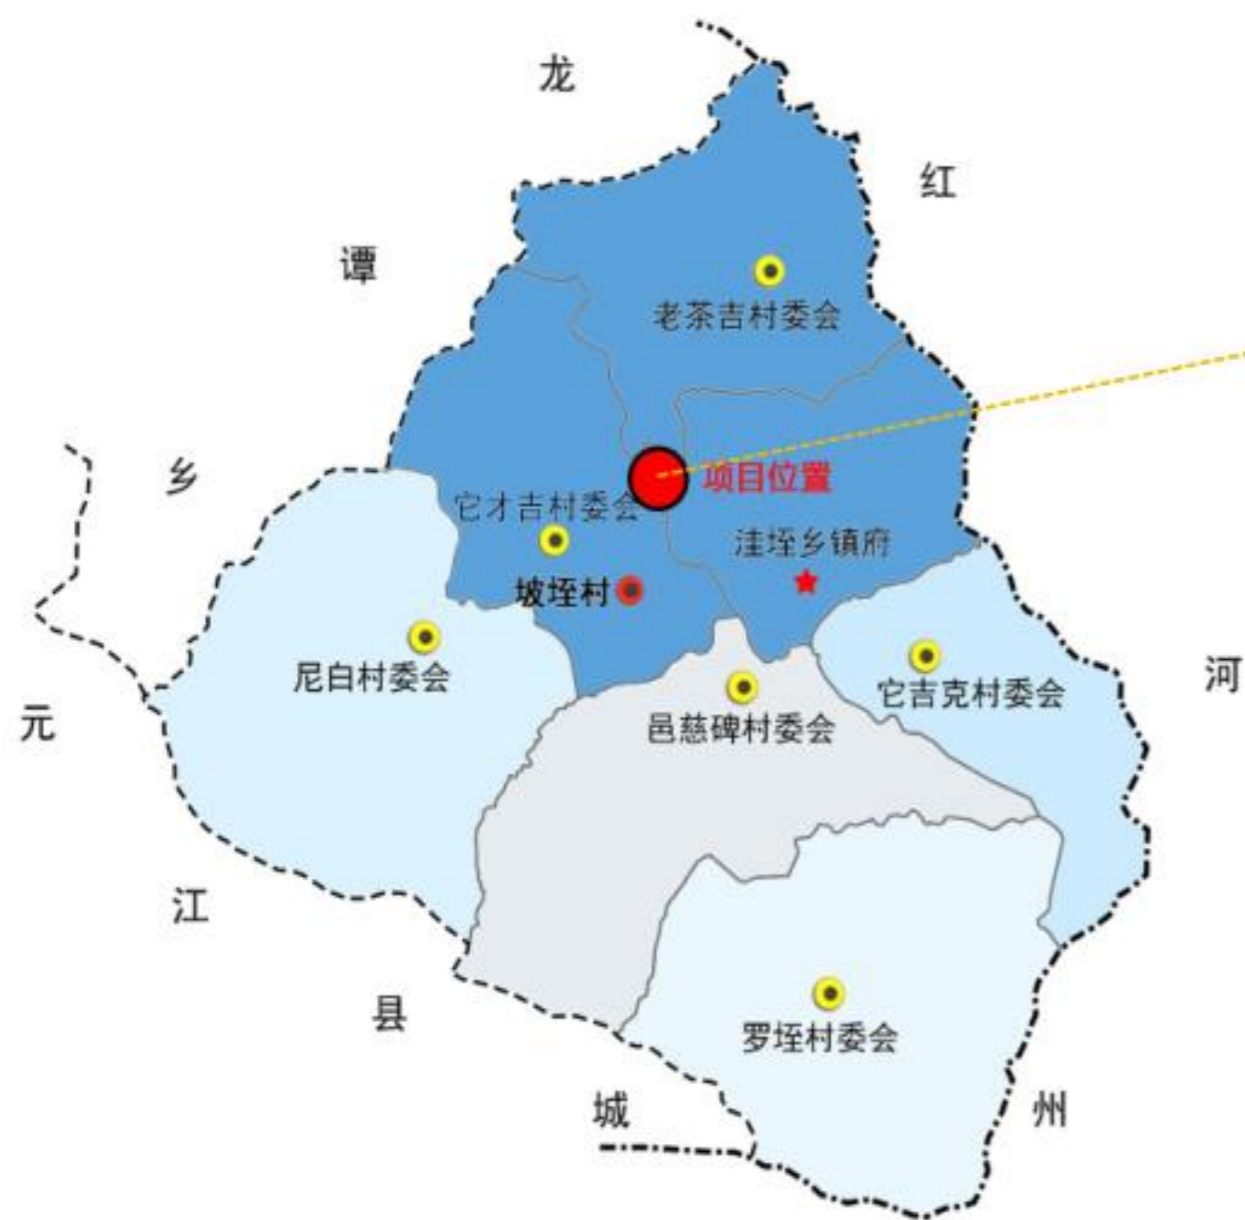 龙
红
谭
老茶吉村委会
乡
项目位置
它才吉村委会
洼垤乡镇府
坡垤村
尼白村委会
它吉克村委会
河
邑慈碑村委会
元
江
县
罗垤村委会
城
州